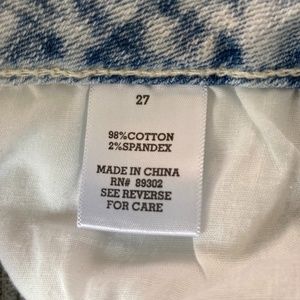 27
98%COTTON
2%SPANDEX
MADE IN CHINA
RN# 89302
SEE REVERSE
FOR CARE